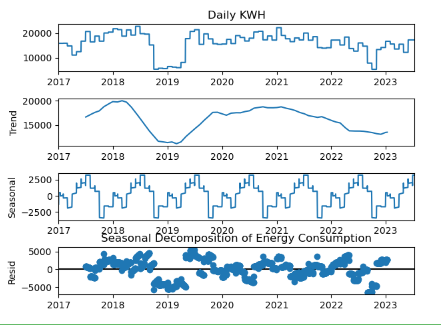 Daily KWH
20000
10000
2017 2018 2019 2020 2021 2022 2023
Trend
20000
15000
2017 2018 2019 2020 2021 2022 2023
Seasonal
2500
0
−2500
2017 2018 2019 2020 2021 2022 2023
Seasonal Decomposition of Energy Consumption
Resid
5000
0
−5000
2017 2018 2019 2020 2021 2022 2023